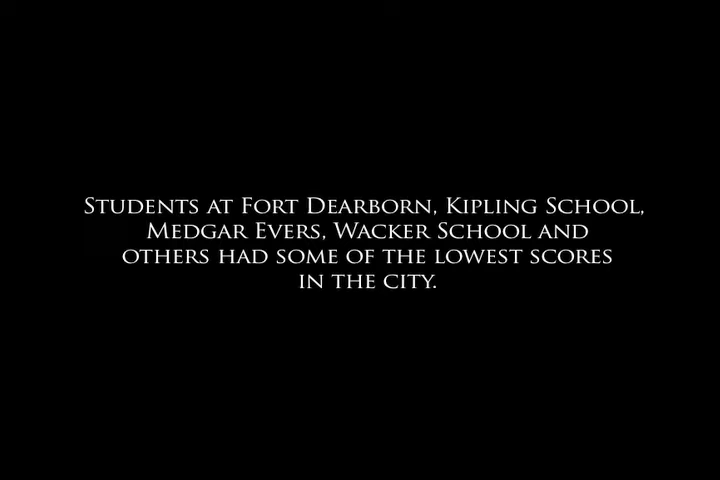 Students at Fort Dearborn, Kipling School,
Medgar Evers, Wacker School and
others had some of the lowest scores
in the city.